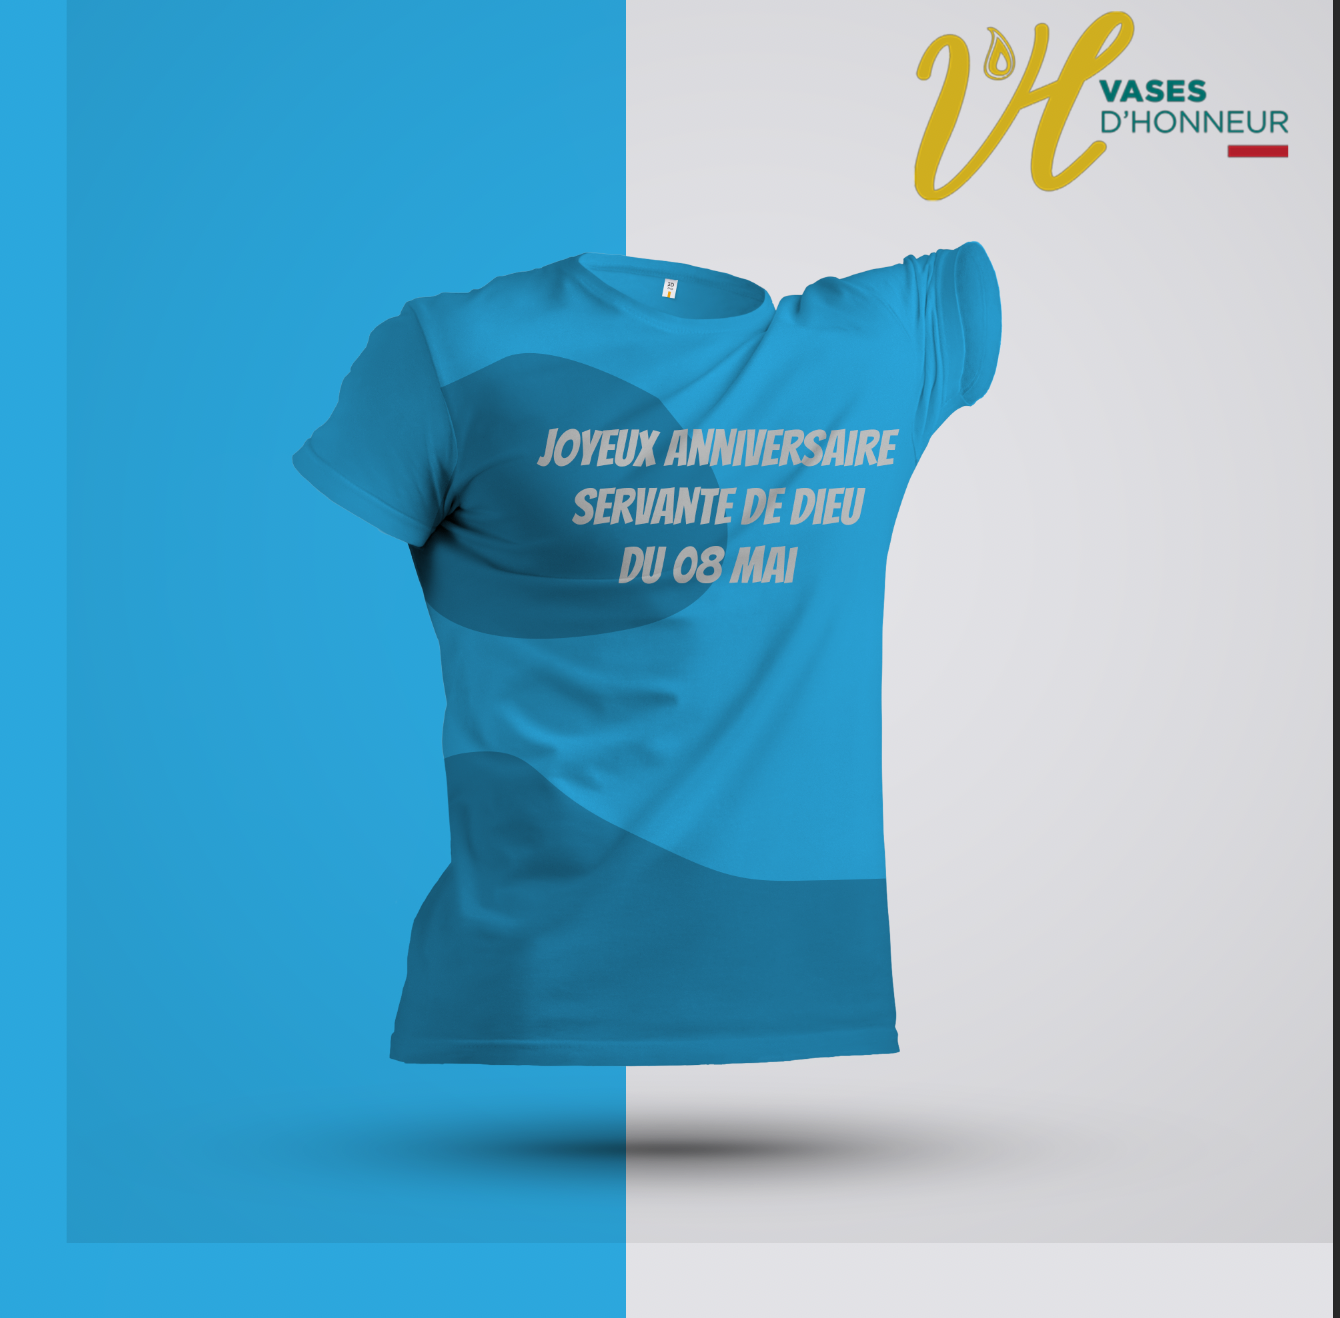 VH
VASES
D'HONNEUR
JOYEUX ANNIVERSAIRE
SERVANTE DE DIEU
DU 08 MAI